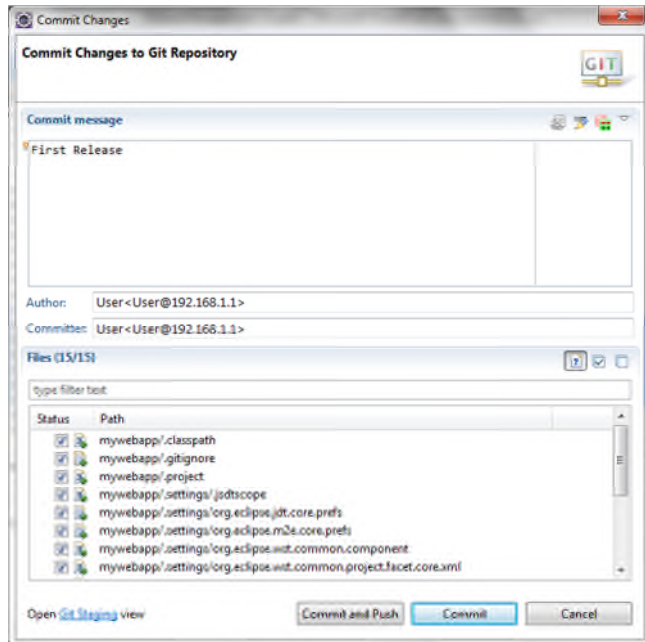 Commit Changes
Commit Changes to Git Repository
GIT
Commit message
First Release
Author: User<User@192.168.1.1>
Committer: User<User@192.168.1.1>
Files (15/15)
type filter text
Status Path
mywebapp/.classpath
mywebapp/.gitignore
mywebapp/.project
mywebapp/.settings/.jsdtscope
mywebapp/.settings/org.eclipse.jdt.core.prefs
mywebapp/.settings/org.eclipse.m2e.core.prefs
mywebapp/.settings/org.eclipse.wst.common.component
mywebapp/.settings/org.eclipse.wst.common.project.facet.core.xml
Open Git Staging view Commit and Push Commit Cancel